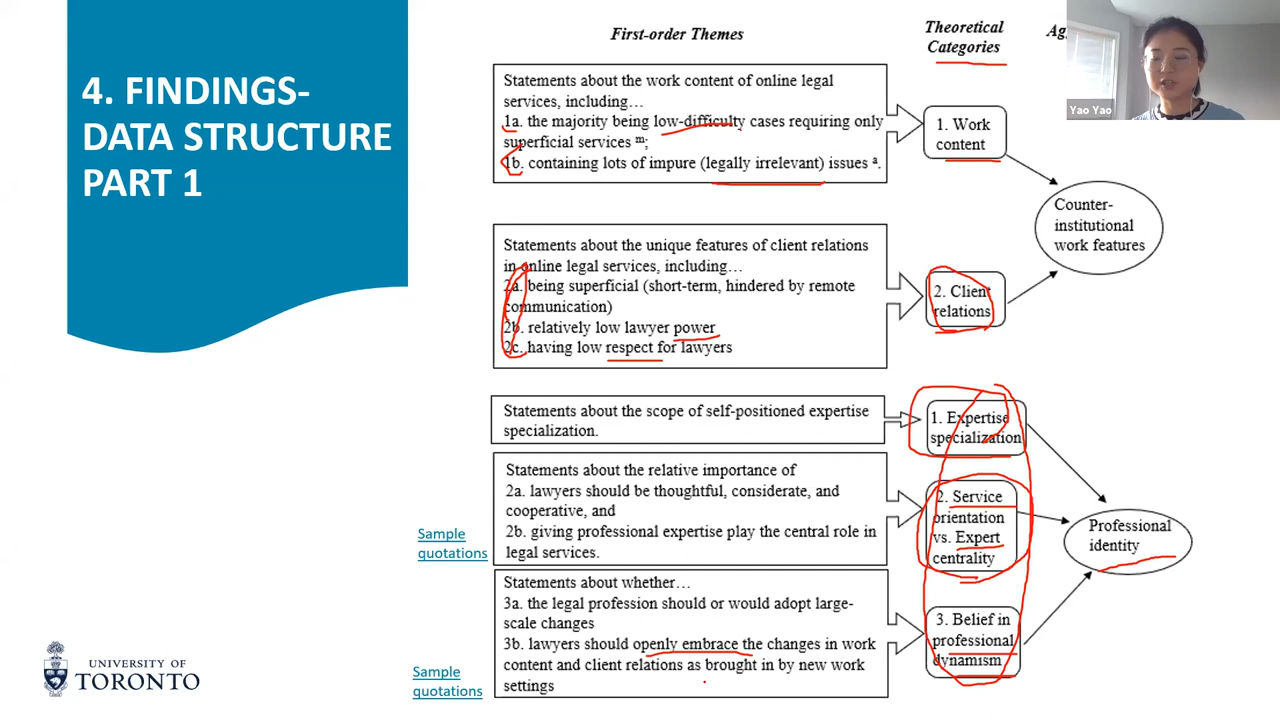 4. FINDINGS-
DATA STRUCTURE
PART 1
First-order Themes
Theoretical
Categories
Yao Yao
Statements about the work content of online legal
services, including…
1a. the majority being low-difficulty cases requiring only
superficial services ᵐ;
1b. containing lots of impure (legally irrelevant) issues ᵃ.
1. Work
content
Counter-
institutional
work features
Statements about the unique features of client relations
in online legal services, including…
2a. being superficial (short-term, hindered by remote
communication)
2b. relatively low lawyer power
2c. having low respect for lawyers
2. Client
relations
Statements about the scope of self-positioned expertise
specialization.
1. Expertise
specialization
Statements about the relative importance of
2a. lawyers should be thoughtful, considerate, and
cooperative, and
2b. giving professional expertise play the central role in
legal services.
2. Service
orientation
vs. Expert
centrality
Professional
identity
Sample
quotations
Statements about whether…
3a. the legal profession should or would adopt large-
scale changes
3b. lawyers should openly embrace the changes in work
content and client relations as brought in by new work
settings
3. Belief in
professional
dynamism
Sample
quotations
UNIVERSITY OF
TORONTO